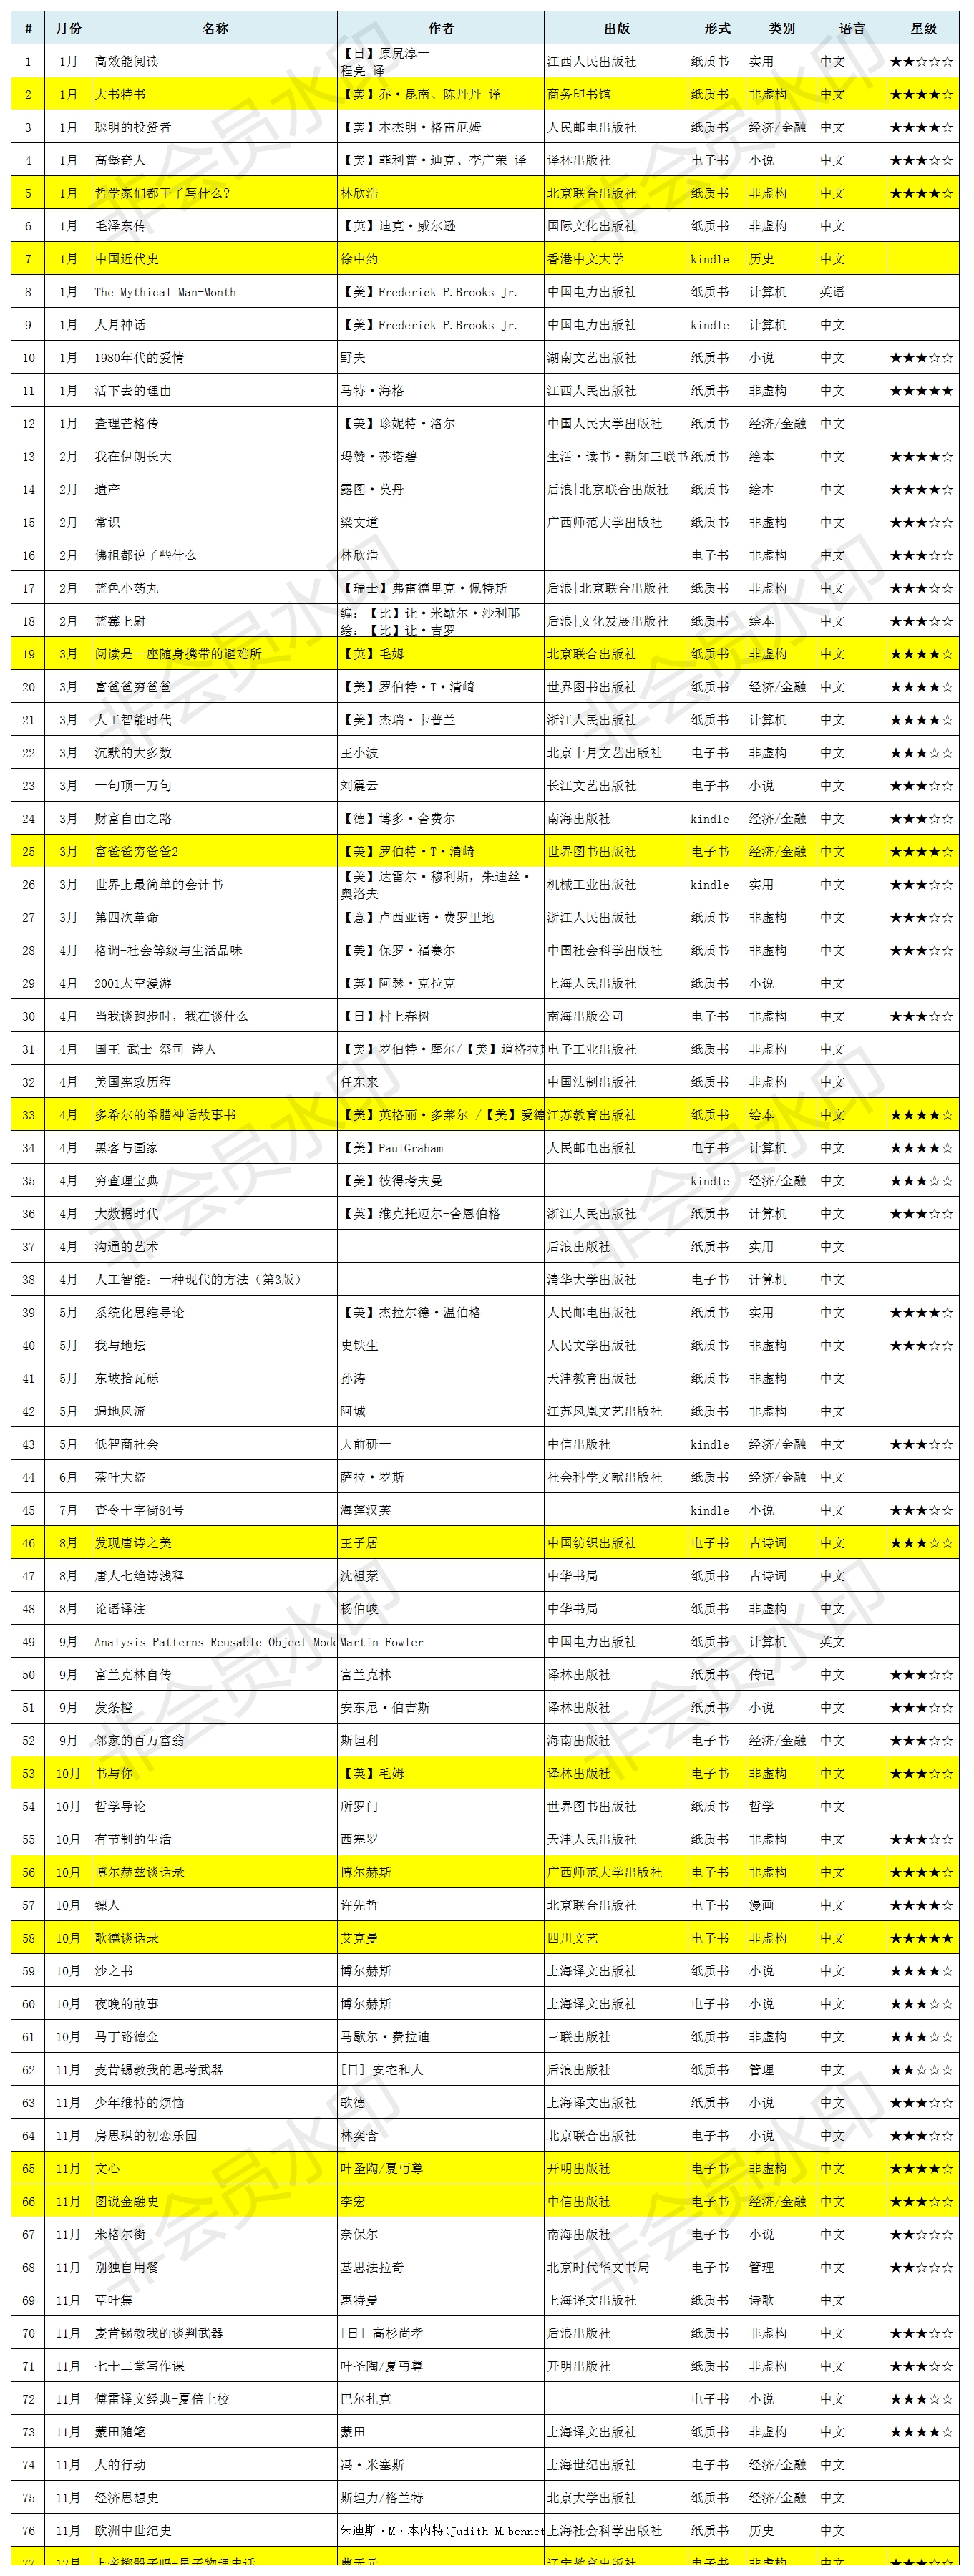 # 月份 名称 作者 出版 形式 类别 语言 星级
1 1月 高效能阅读 【日】原尻淳一 程亮 译 江西人民出版社 纸质书 实用 中文 ★★☆☆☆
2 1月 大书特书 【美】乔·昆南、陈丹丹 译 商务印书馆 纸质书 非虚构 中文 ★★★★☆
3 1月 聪明的投资者 【美】本杰明·格雷厄姆 人民邮电出版社 纸质书 经济/金融 中文 ★★★★☆
4 1月 高堡奇人 【美】菲利普·迪克、李广荣 译 译林出版社 电子书 小说 中文 ★★★☆☆
5 1月 哲学家们都干了写什么? 林欣浩 北京联合出版社 纸质书 非虚构 中文 ★★★★☆
6 1月 毛泽东传 【英】迪克·威尔逊 国际文化出版社 纸质书 非虚构 中文
7 1月 中国近代史 徐中约 香港中文大学 kindle 历史 中文
8 1月 The Mythical Man-Month 【美】Frederick P.Brooks Jr. 中国电力出版社 纸质书 计算机 英语
9 1月 人月神话 【美】Frederick P.Brooks Jr. 中国电力出版社 kindle 计算机 中文
10 1月 1980年代的爱情 野夫 湖南文艺出版社 纸质书 小说 中文 ★★★☆☆
11 1月 活下去的理由 马特·海格 江西人民出版社 纸质书 非虚构 中文 ★★★★★
12 1月 查理芒格传 【美】珍妮特·洛尔 中国人民大学出版社 纸质书 经济/金融 中文
13 2月 我在伊朗长大 玛赞·莎塔碧 生活·读书·新知三联书 纸质书 绘本 中文 ★★★★☆
14 2月 遗产 露图·莫丹 后浪|北京联合出版社 纸质书 绘本 中文 ★★★★☆
15 2月 常识 梁文道 广西师范大学出版社 纸质书 非虚构 中文 ★★★☆☆
16 2月 佛祖都说了些什么 林欣浩 电子书 非虚构 中文 ★★★☆☆
17 2月 蓝色小药丸 【瑞士】弗雷德里克·佩特斯 后浪|北京联合出版社 纸质书 非虚构 中文 ★★★☆☆
18 2月 蓝莓上尉 编:【比】让·米歇尔·沙利耶 绘:【比】让·吉罗 后浪|文化发展出版社 纸质书 绘本 中文 ★★★☆☆
19 3月 阅读是一座随身携带的避难所 【英】毛姆 北京联合出版社 纸质书 非虚构 中文 ★★★★☆
20 3月 富爸爸穷爸爸 【美】罗伯特·T·清崎 世界图书出版社 纸质书 经济/金融 中文 ★★★★☆
21 3月 人工智能时代 【美】杰瑞·卡普兰 浙江人民出版社 纸质书 计算机 中文 ★★★★☆
22 3月 沉默的大多数 王小波 北京十月文艺出版社 电子书 非虚构 中文 ★★★☆☆
23 3月 一句顶一万句 刘震云 长江文艺出版社 电子书 小说 中文 ★★★☆☆
24 3月 财富自由之路 【德】博多·舍费尔 南海出版社 kindle 经济/金融 中文 ★★★☆☆
25 3月 富爸爸穷爸爸2 【美】罗伯特·T·清崎 世界图书出版社 电子书 经济/金融 中文 ★★★★☆
26 3月 世界上最简单的会计书 【美】达雷尔·穆利斯，朱迪丝·奥洛夫 机械工业出版社 kindle 实用 中文 ★★★☆☆
27 3月 第四次革命 【意】卢西亚诺·费罗里地 浙江人民出版社 纸质书 非虚构 中文 ★★★☆☆
28 4月 格调-社会等级与生活品味 【美】保罗·福赛尔 中国社会科学出版社 纸质书 非虚构 中文 ★★★☆☆
29 4月 2001太空漫游 【英】阿瑟·克拉克 上海人民出版社 纸质书 小说 中文
30 4月 当我谈跑步时，我在谈什么 【日】村上春树 南海出版公司 电子书 非虚构 中文 ★★★☆☆
31 4月 国王 武士 祭司 诗人 【美】罗伯特·摩尔/【美】道格拉斯 电子工业出版社 纸质书 非虚构 中文
32 4月 美国宪政历程 任东来 中国法制出版社 纸质书 非虚构 中文
33 4月 多希尔的希腊神话故事书 【美】英格丽·多莱尔 /【美】爱德 江苏教育出版社 纸质书 绘本 中文 ★★★★☆
34 4月 黑客与画家 【美】PaulGraham 人民邮电出版社 电子书 计算机 中文 ★★★★☆
35 4月 穷查理宝典 【美】彼得考夫曼 kindle 经济/金融 中文 ★★★☆☆
36 4月 大数据时代 【英】维克托迈尔-舍恩伯格 浙江人民出版社 纸质书 计算机 中文 ★★★☆☆
37 4月 沟通的艺术 后浪出版社 纸质书 实用 中文
38 4月 人工智能：一种现代的方法（第3版） 清华大学出版社 电子书 计算机 中文
39 5月 系统化思维导论 【美】杰拉尔德·温伯格 人民邮电出版社 纸质书 实用 中文 ★★★★☆
40 5月 我与地坛 史铁生 人民文学出版社 纸质书 非虚构 中文 ★★★☆☆
41 5月 东坡拾瓦砾 孙涛 天津教育出版社 纸质书 非虚构 中文
42 5月 遍地风流 阿城 江苏凤凰文艺出版社 纸质书 非虚构 中文
43 5月 低智商社会 大前研一 中信出版社 kindle 经济/金融 中文 ★★★☆☆
44 6月 茶叶大盗 萨拉·罗斯 社会科学文献出版社 纸质书 经济/金融 中文
45 7月 查令十字街84号 海莲汉芙 kindle 小说 中文 ★★★☆☆
46 8月 发现唐诗之美 王子居 中国纺织出版社 电子书 古诗词 中文 ★★★☆☆
47 8月 唐人七绝诗浅释 沈祖棻 中华书局 纸质书 古诗词 中文
48 8月 论语译注 杨伯峻 中华书局 纸质书 非虚构 中文
49 9月 Analysis Patterns Reusable Object Mode Martin Fowler 中国电力出版社 纸质书 计算机 英文
50 9月 富兰克林自传 富兰克林 译林出版社 纸质书 传记 中文 ★★★☆☆
51 9月 发条橙 安东尼·伯吉斯 译林出版社 纸质书 小说 中文 ★★★☆☆
52 9月 邻家的百万富翁 斯坦利 海南出版社 电子书 经济/金融 中文 ★★★☆☆
53 10月 书与你 【英】毛姆 译林出版社 电子书 非虚构 中文 ★★★☆☆
54 10月 哲学导论 所罗门 世界图书出版社 纸质书 哲学 中文
55 10月 有节制的生活 西塞罗 天津人民出版社 纸质书 非虚构 中文 ★★★☆☆
56 10月 博尔赫兹谈话录 博尔赫斯 广西师范大学出版社 电子书 非虚构 中文 ★★★★☆
57 10月 镖人 许先哲 北京联合出版社 电子书 漫画 中文 ★★★★☆
58 10月 歌德谈话录 艾克曼 四川文艺 电子书 非虚构 中文 ★★★★★
59 10月 沙之书 博尔赫斯 上海译文出版社 纸质书 小说 中文 ★★★★☆
60 10月 夜晚的故事 博尔赫斯 上海译文出版社 电子书 小说 中文 ★★★☆☆
61 10月 马丁路德金 马歇尔·费拉迪 三联出版社 纸质书 非虚构 中文 ★★★☆☆
62 11月 麦肯锡教我的思考武器 [日] 安宅和人 后浪出版社 纸质书 管理 中文 ★★☆☆☆
63 11月 少年维特的烦恼 歌德 上海译文出版社 纸质书 小说 中文 ★★★☆☆
64 11月 房思琪的初恋乐园 林奕含 北京联合出版社 电子书 小说 中文 ★★★☆☆
65 11月 文心 叶圣陶/夏丏尊 开明出版社 电子书 非虚构 中文 ★★★★☆
66 11月 图说金融史 李宏 中信出版社 电子书 经济/金融 中文 ★★★☆☆
67 11月 米格尔街 奈保尔 南海出版社 电子书 小说 中文 ★★☆☆☆
68 11月 别独自用餐 基思法拉奇 北京时代华文书局 电子书 管理 中文 ★★☆☆☆
69 11月 草叶集 惠特曼 上海译文出版社 纸质书 诗歌 中文
70 11月 麦肯锡教我的谈判武器 [日] 高杉尚孝 后浪出版社 纸质书 非虚构 中文 ★★★☆☆
71 11月 七十二堂写作课 叶圣陶/夏丏尊 开明出版社 纸质书 非虚构 中文 ★★★☆☆
72 11月 傅雷译文经典-夏倍上校 巴尔扎克 电子书 小说 中文 ★★★☆☆
73 11月 蒙田随笔 蒙田 上海译文出版社 纸质书 非虚构 中文 ★★★★☆
74 11月 人的行动 冯·米塞斯 上海世纪出版社 电子书 经济/金融 中文
75 11月 经济思想史 斯坦力/格兰特 北京大学出版社 纸质书 经济/金融 中文
76 11月 欧洲中世纪史 朱迪斯·M·本内特(Judith M.bennet 上海社会科学出版社 纸质书 历史 中文
77 12月 上帝掷骰子吗-量子物理史话 曹天元 辽宁教育出版社 电子书 非虚构 中文 ★★★☆☆
非会员水印
非会员水印
非会员水印
非会员水印
非会员水印
非会员水印
非会员水印
非会员水印
非会员水印
非会员水印